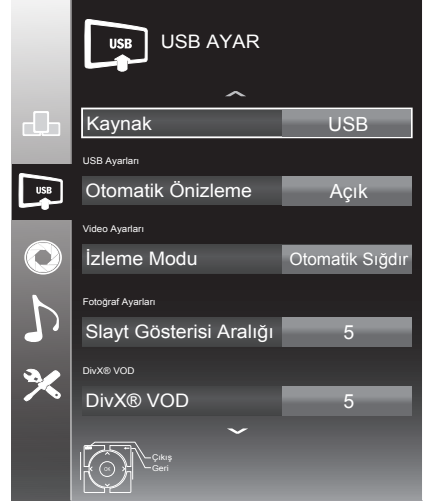 USB
USB AYAR
Kaynak USB
USB Ayarları
Otomatik Önizleme Açık
USB
Video Ayarları
İzleme Modu Otomatik Sığdır
Fotoğraf Ayarları
Slayt Gösterisi Aralığı 5
DivX® VOD
DivX® VOD 5
Çıkış
OK Geri